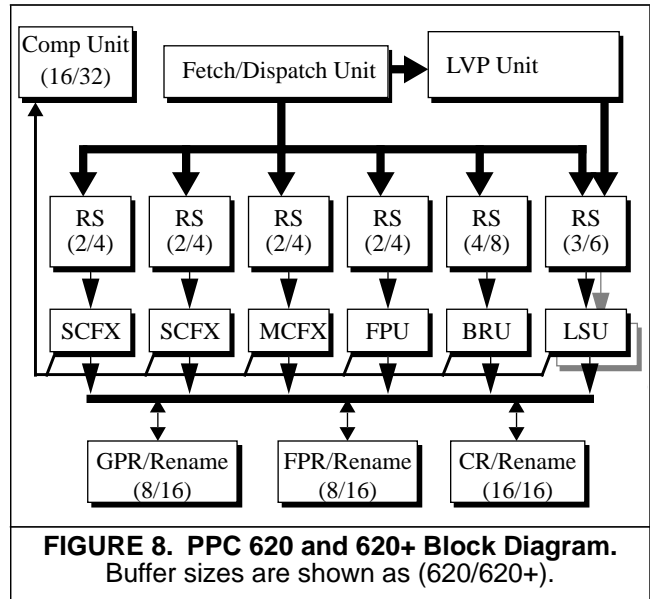 Comp Unit
(16/32)
Fetch/Dispatch Unit
LVP Unit
RS
(2/4)
RS
(2/4)
RS
(2/4)
RS
(2/4)
RS
(4/8)
RS
(3/6)
SCFX
SCFX
MCFX
FPU
BRU
LSU
GPR/Rename
(8/16)
FPR/Rename
(8/16)
CR/Rename
(16/16)
FIGURE 8. PPC 620 and 620+ Block Diagram.
Buffer sizes are shown as (620/620+).